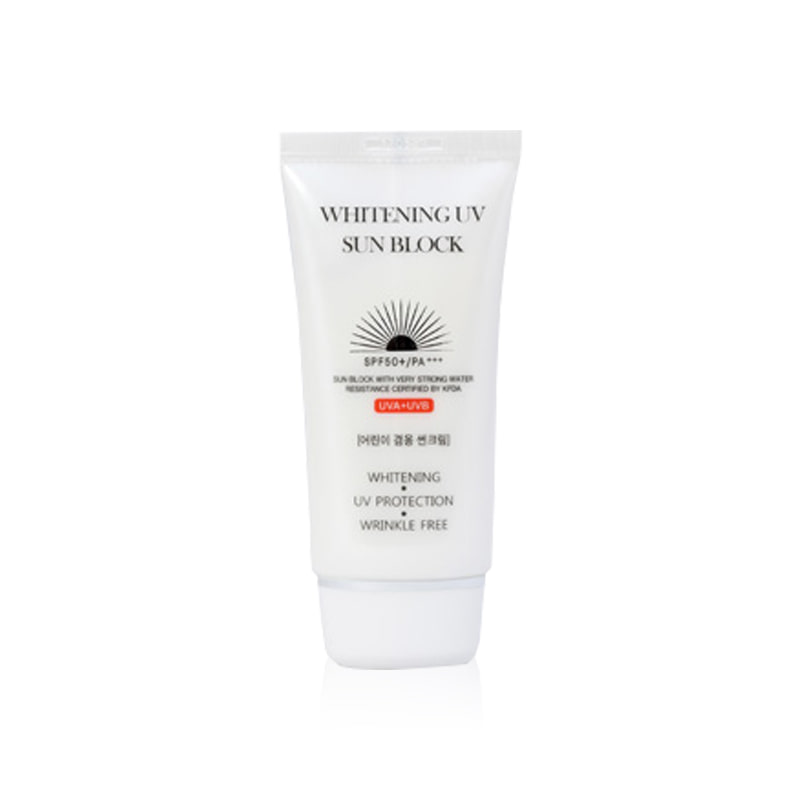 WHITENING UV
SUN BLOCK
SPF50+/PA+++
SUN BLOCK WITH VERY STRONG WATER
RESISTANCE CERTIFIED BY KFDA
UVA+UVB
[어린이 겸용 썬크림]
WHITENING
•
UV PROTECTION
•
WRINKLE FREE